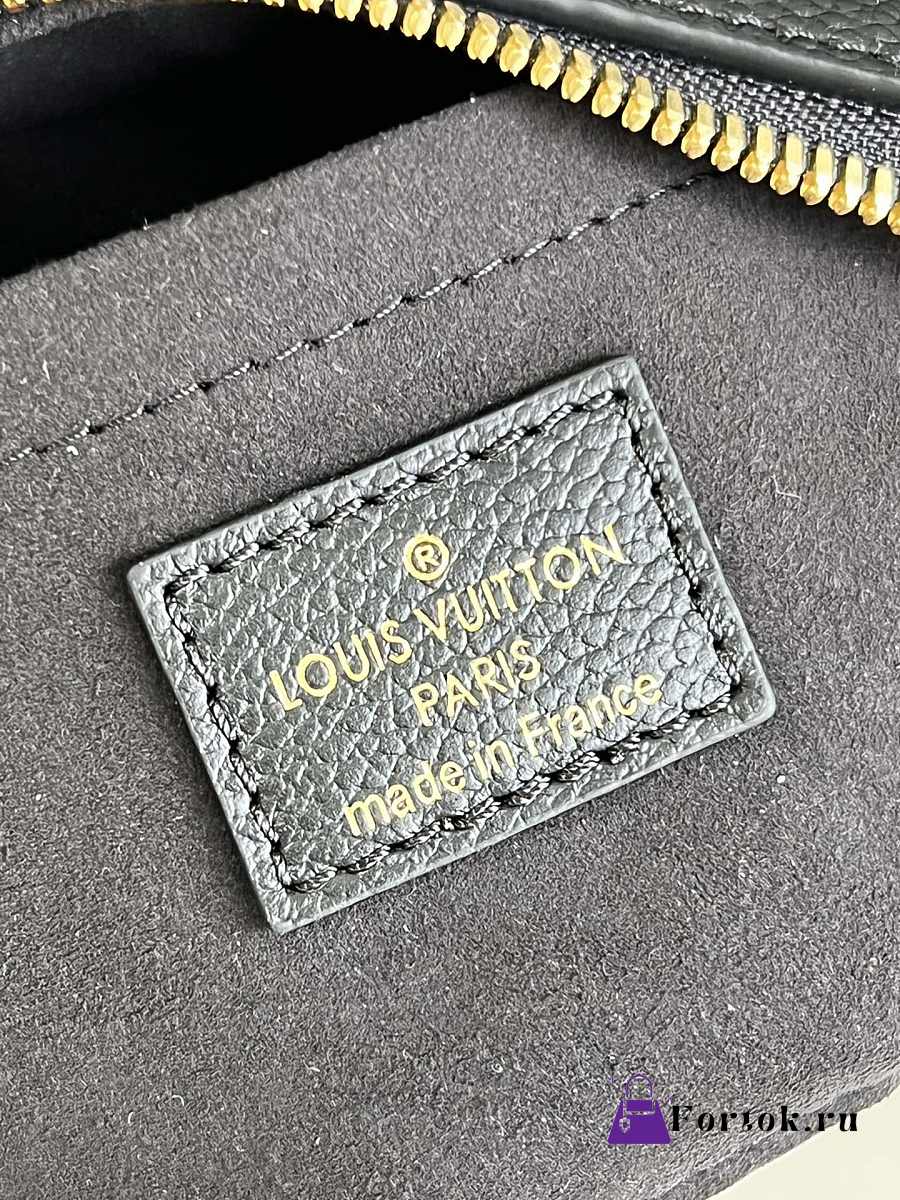 ®
LOUIS VUITTON
PARIS
made in France
Fortok.ru